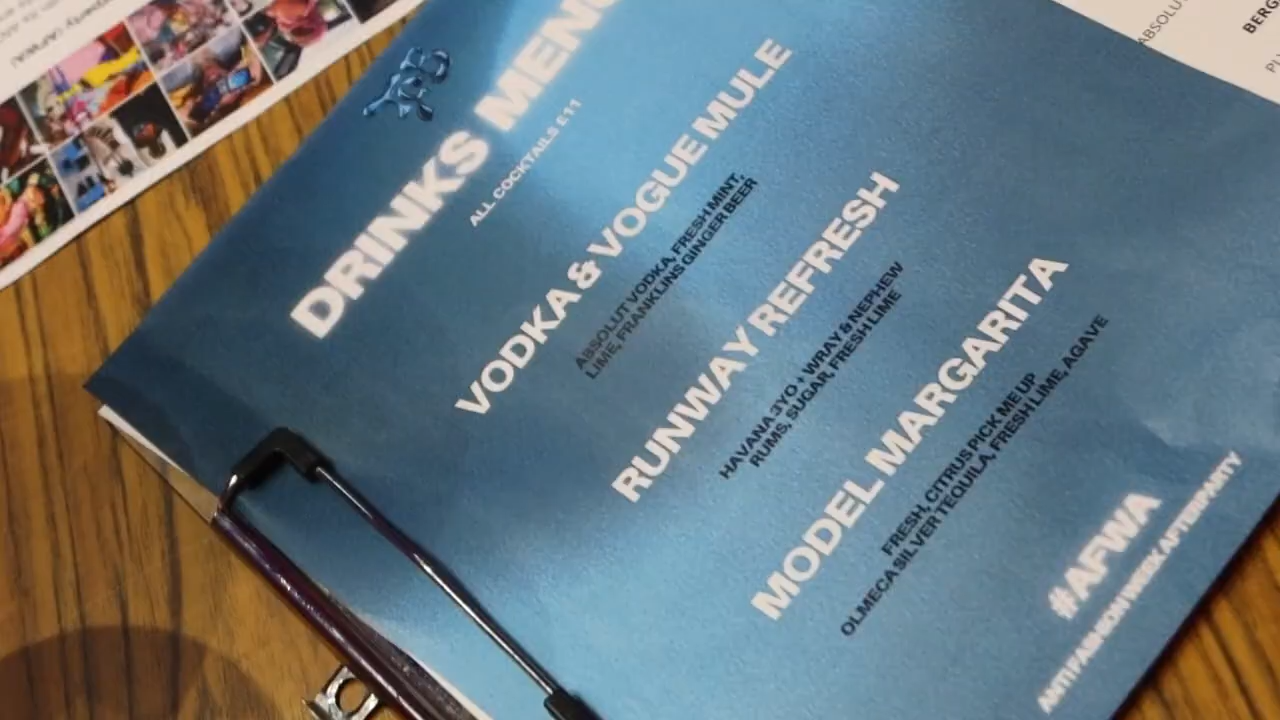 DRINKS MENU
ALL COCKTAILS £11
VODKA & VOGUE MULE
ABSOLUT VODKA, FRESH MINT,
LIME, FRANKLINS GINGER BEER
RUNWAY REFRESH
HAVANA 3YO + WRAY & NEPHEW
RUMS, SUGAR, FRESH LIME
MODEL MARGARITA
FRESH, CITRUS PICK ME UP
OLMECA SILVER TEQUILA, FRESH LIME, AGAVE
#AFWA
ANTI FASHION WEEK AFTERPARTY